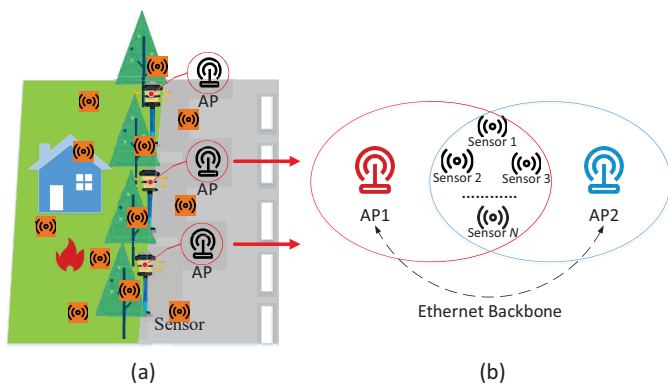 AP
AP
AP
Sensor
(a)
Sensor 1
Sensor 2
Sensor 3
Sensor N
AP1
AP2
Ethernet Backbone
(b)